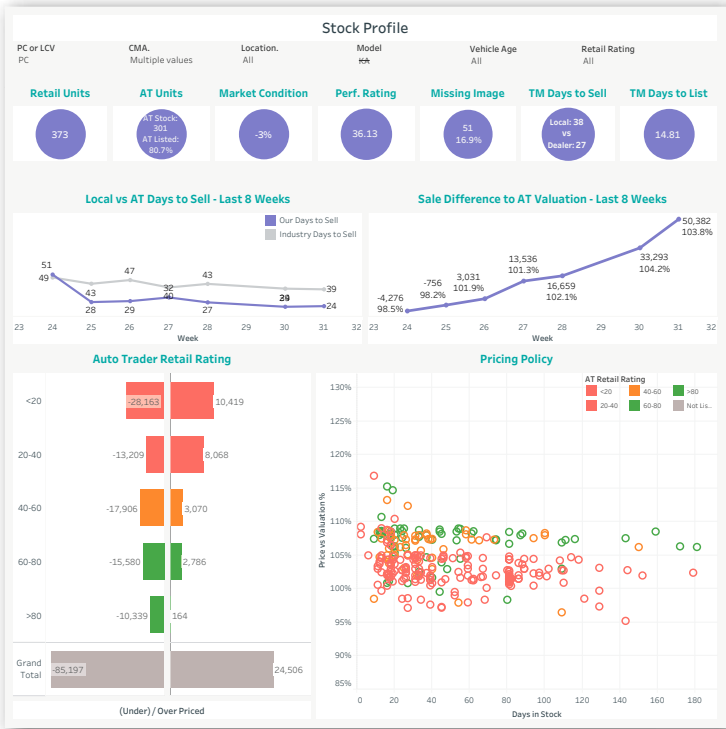 Stock Profile
PC or LCV CMA. Location. Model Vehicle Age Retail Rating
PC Multiple values All KA All All
Retail Units AT Units Market Condition Perf. Rating Missing Image TM Days to Sell TM Days to List
373
AT Stock:
301
AT Listed:
80.7%
-3%
36.13
51
16.9%
Local: 38
vs
Dealer: 27
14.81
Local vs AT Days to Sell - Last 8 Weeks
Our Days to Sell
Industry Days to Sell
51
49
43
28
47
29
32
40
43
27
39
24
23 24 25 26 27 28 30 31 32
Week
Sale Difference to AT Valuation - Last 8 Weeks
-4,276
98.5%
-756
98.2%
3,031
101.9%
13,536
101.3%
16,659
102.1%
33,293
104.2%
50,382
103.8%
23 24 25 26 27 28 30 31 32
Week
Auto Trader Retail Rating
<20 -28,163 10,419
20-40 -13,209 8,068
40-60 -17,906 3,070
60-80 -15,580 2,786
>80 -10,339 164
Grand
Total
-85,197 24,506
(Under) / Over Priced
Pricing Policy
AT Retail Rating
<20 40-60 >80
20-40 60-80 Not Lis..
Price vs Valuation %
130%
125%
120%
115%
110%
105%
100%
95%
90%
85%
0 20 40 60 80 100 120 140 160 180
Days in Stock